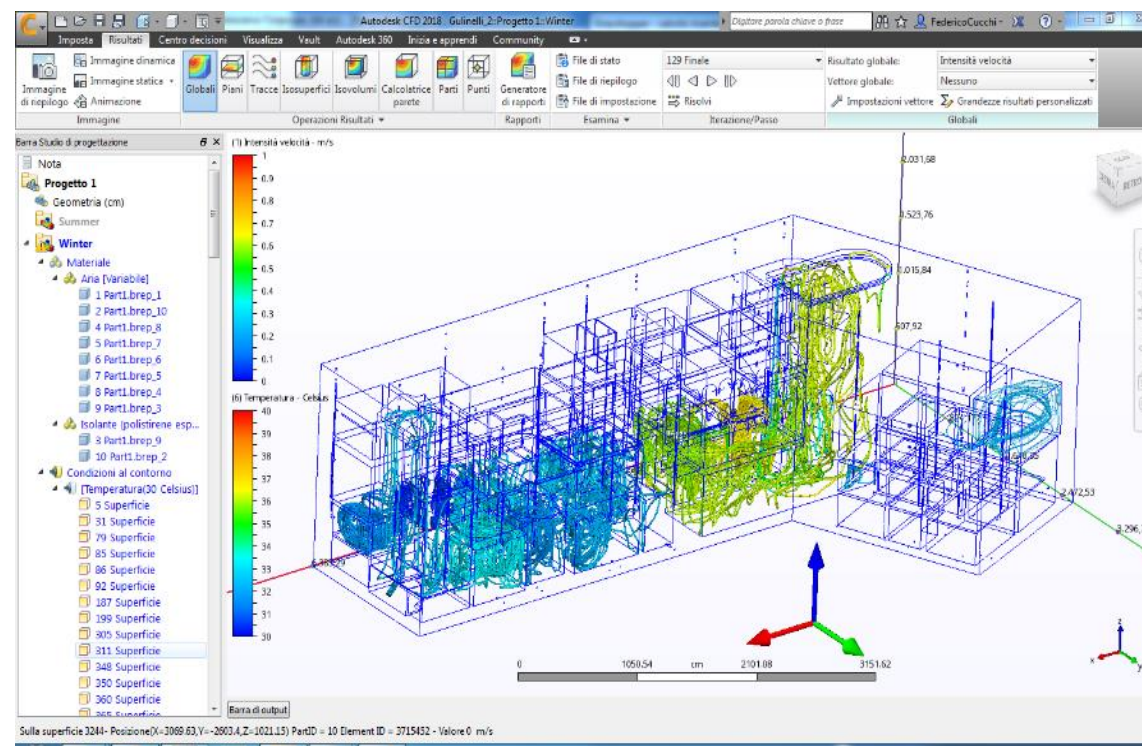 Autodesk CFD 2018 Gulinelli_2::Progetto 1::Winter
Digitare parola chiave o frase
FedericoCucchi
Imposta Risultati Centro decisioni Visualizza Vault Autodesk 360 Inizia e apprendi Community
Immagine di riepilogo
Immagine dinamica
Immagine statica
Animazione
Immagine
Globali Piani Tracce Isosuperfici Isovolumi Calcolatrice parete Parti Punti
Operazioni Risultati
Generatore di rapporti
Rapporti
File di stato
File di riepilogo
File di impostazione
Esamina
129 Finale
Risolvi
Iterazione/Passo
Risultato globale: Intensità velocità
Vettore globale: Nessuno
Impostazioni vettore Grandezze risultati personalizzati
Globali
Barra Studio di progettazione
Nota
Progetto 1
Geometria (cm)
Summer
Winter
Materiale
Aria [Variabile]
1 Part1.brep_1
2 Part1.brep_10
4 Part1.brep_8
5 Part1.brep_7
6 Part1.brep_6
7 Part1.brep_5
8 Part1.brep_4
9 Part1.brep_3
Isolante (polistirene esp...
3 Part1.brep_9
10 Part1.brep_2
Condizioni al contorno
[Temperatura(30 Celsius)]
5 Superficie
31 Superficie
79 Superficie
85 Superficie
86 Superficie
92 Superficie
187 Superficie
199 Superficie
305 Superficie
311 Superficie
348 Superficie
350 Superficie
360 Superficie
365 Superficie
(1) Intensità velocità - m/s
1
0.9
0.8
0.7
0.6
0.5
0.4
0.3
0.2
0.1
0
(6) Temperatura - Celsius
40
39
38
37
36
35
34
33
32
31
30
2.031,68
1.523,76
1.015,84
507,92
2.472,53
3.296,
0 1050.54 cm 2101.08 3151.62
z
x
y
Barra di output
Sulla superficie 3244- Posizione(X=3069.63,Y=-2603.4,Z=1021.15) PartID = 10 Element ID = 3715452 - Valore 0 m/s